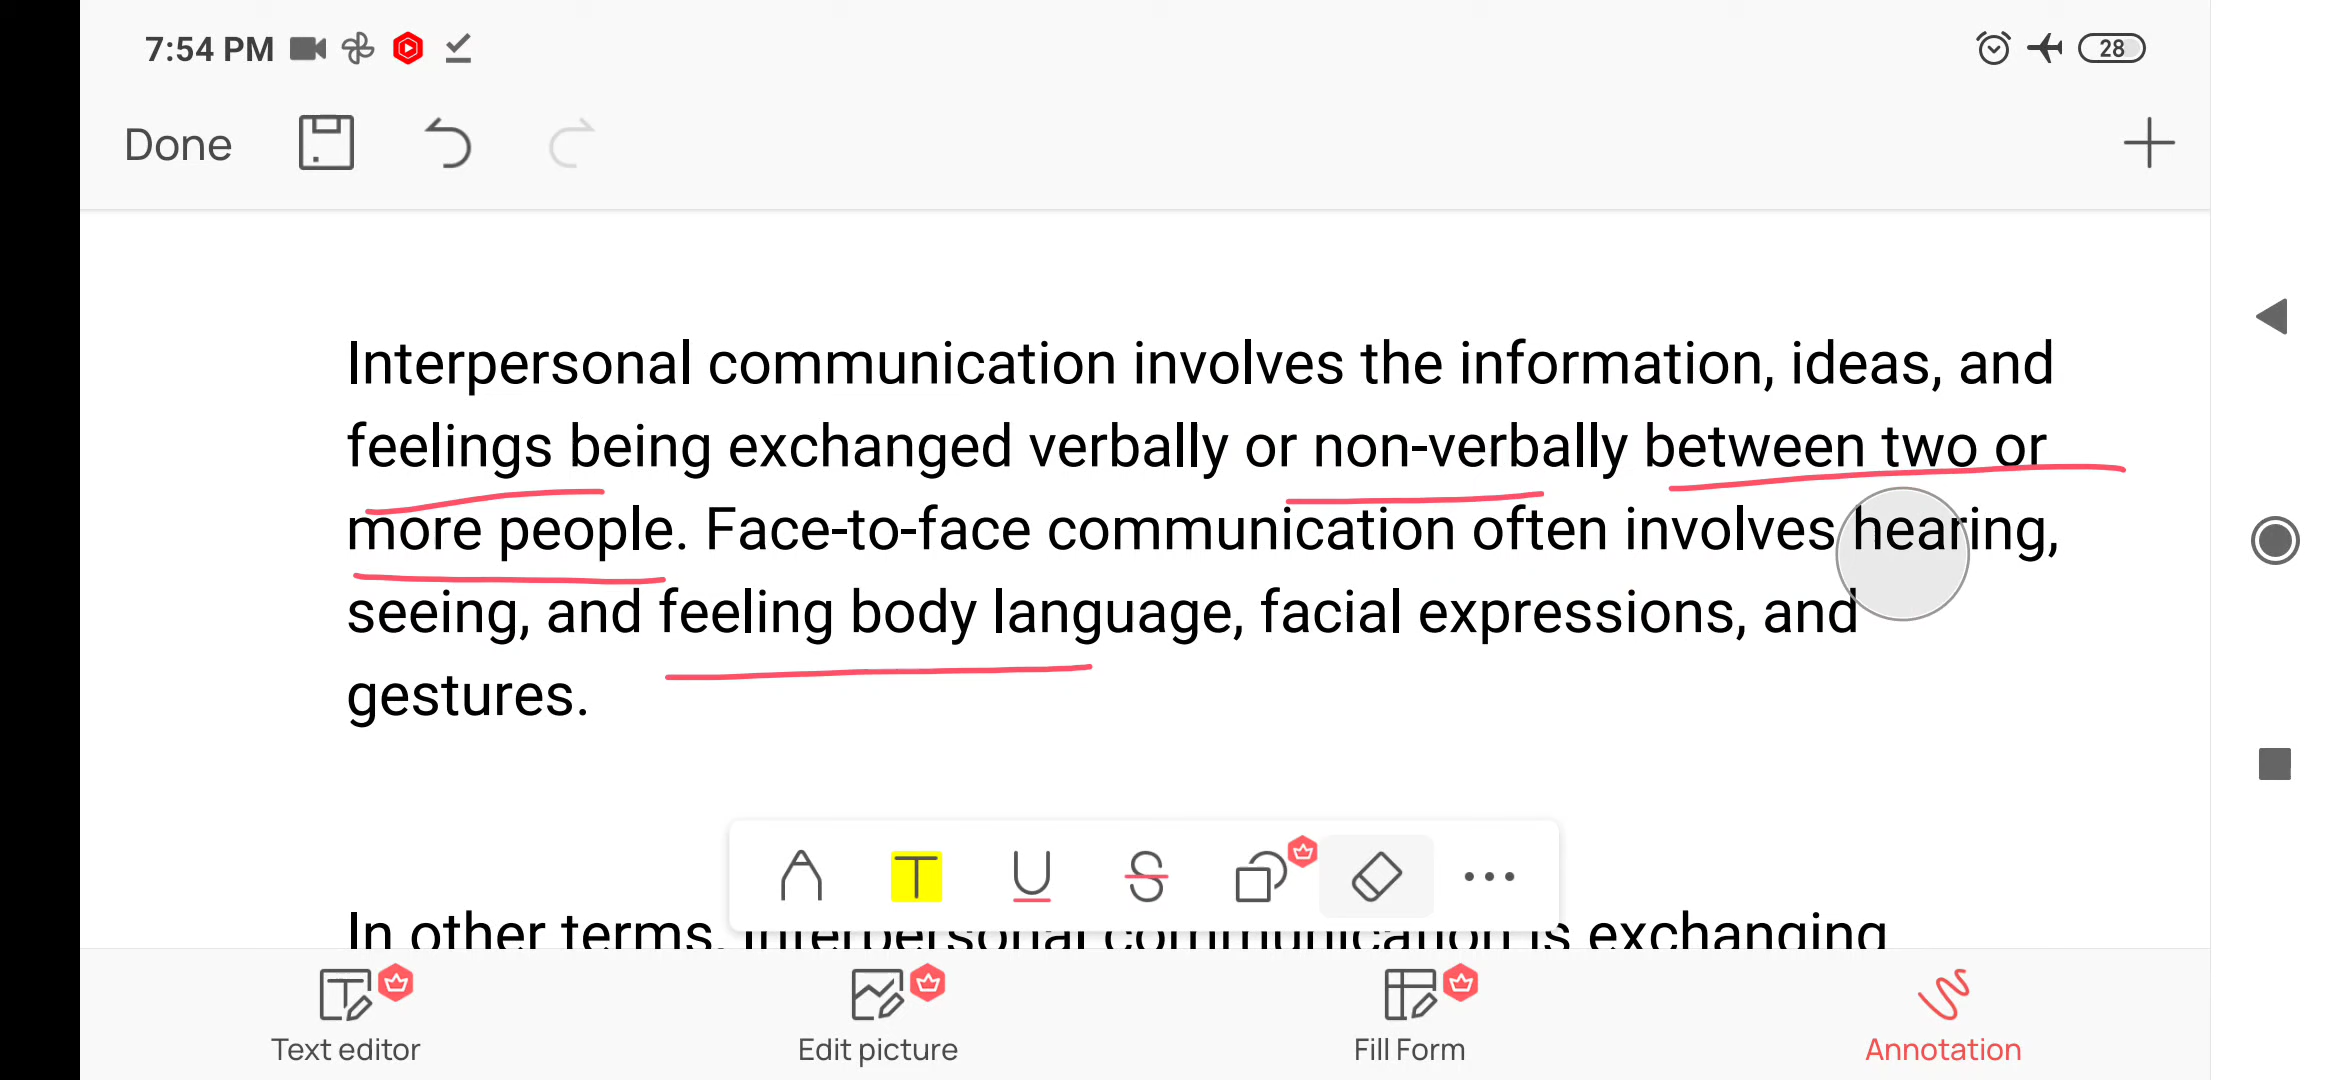 7:54 PM
28
Done
Interpersonal communication involves the information, ideas, and
feelings being exchanged verbally or non-verbally between two or
more people. Face-to-face communication often involves hearing,
seeing, and feeling body language, facial expressions, and
gestures.
In other terms, Interpersonal communication is exchanging
Text editor
Edit picture
Fill Form
Annotation